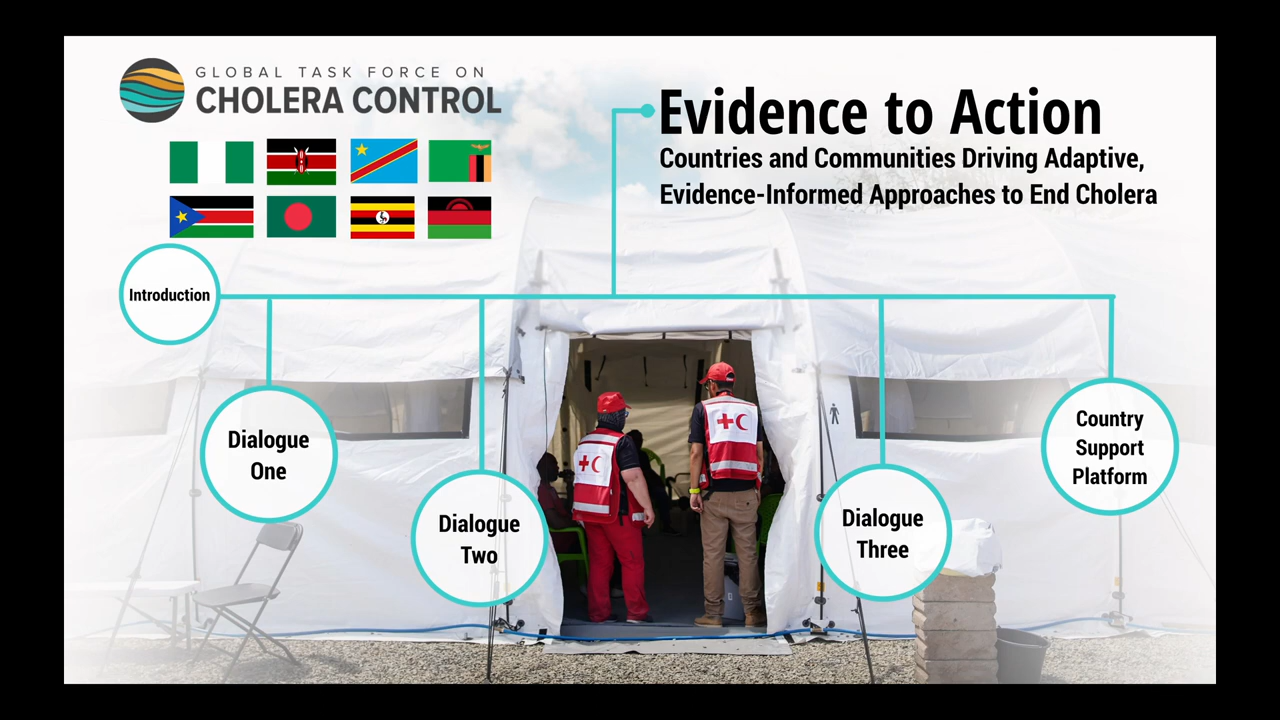 GLOBAL TASK FORCE ON
CHOLERA CONTROL
Evidence to Action
Countries and Communities Driving Adaptive,
Evidence-Informed Approaches to End Cholera
Introduction
Dialogue
One
Dialogue
Two
Dialogue
Three
Country
Support
Platform